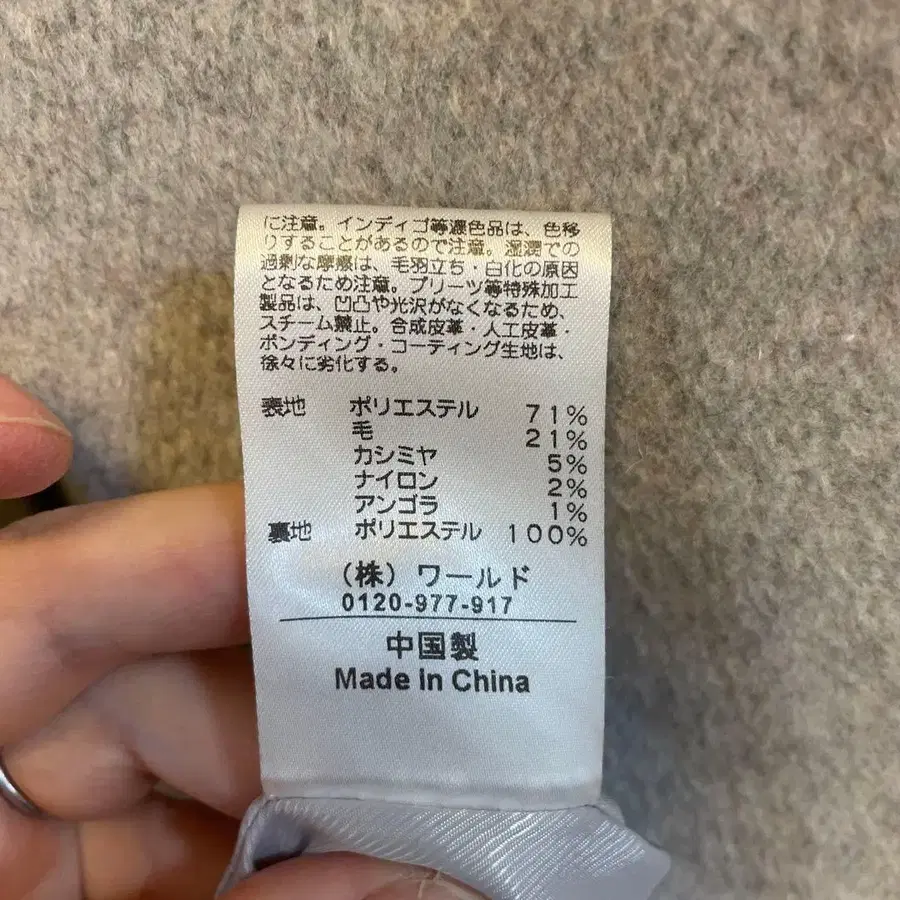 に注意。インディゴ等濃色品は、色移
りすることがあるので注意。湿潤での
過剰な摩擦は、毛羽立ち・白化の原因
となるため注意。プリーツ等特殊加工
製品は、凹凸や光沢がなくなるため、
スチーム禁止。合成皮革・人工皮革・
ボンディング・コーティング生地は、
徐々に劣化する。
表地 ポリエステル 71%
毛 21%
カシミヤ 5%
ナイロン 2%
アンゴラ 1%
裏地 ポリエステル 100%
(株) ワールド
0120-977-917
中国製
Made in China